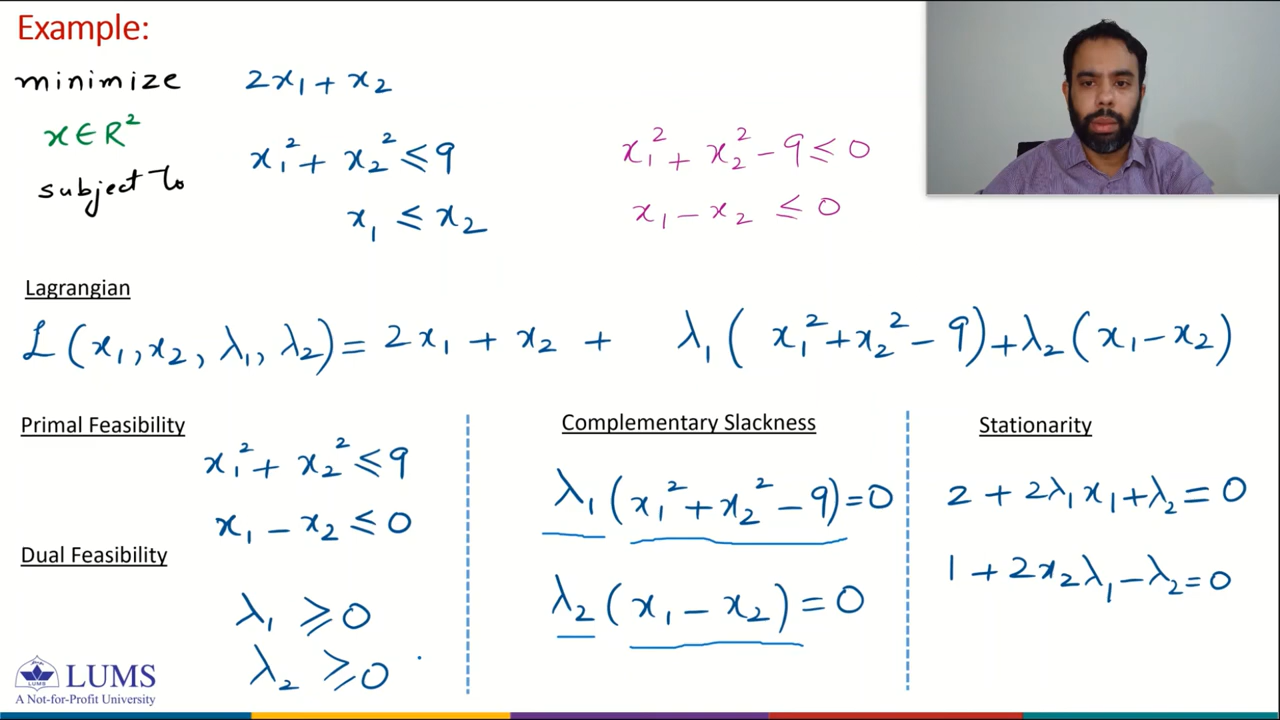 Example:
minimize 2x₁ + x₂
x ∈ R²
subject to x₁² + x₂² ≤ 9
x₁ ≤ x₂
x₁² + x₂² - 9 ≤ 0
x₁ - x₂ ≤ 0
Lagrangian
ℒ(x₁, x₂, λ₁, λ₂) = 2x₁ + x₂ + λ₁(x₁² + x₂² - 9) + λ₂(x₁ - x₂)
Primal Feasibility
x₁² + x₂² ≤ 9
x₁ - x₂ ≤ 0
Dual Feasibility
λ₁ ≥ 0
λ₂ ≥ 0
Complementary Slackness
λ₁(x₁² + x₂² - 9) = 0
λ₂(x₁ - x₂) = 0
Stationarity
2 + 2λ₁x₁ + λ₂ = 0
1 + 2x₂λ₁ - λ₂ = 0
LUMS
LUMS
A Not-for-Profit University